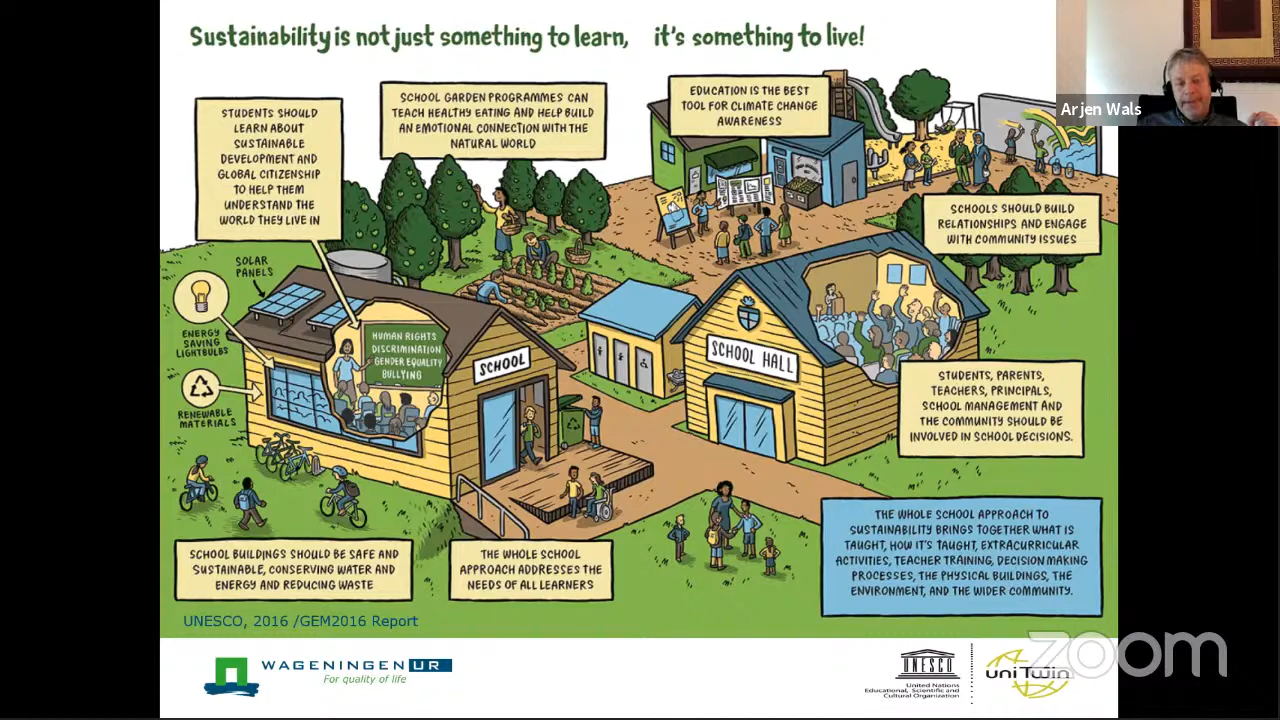 Sustainability is not just something to learn, it's something to live!
Arjen Wals
STUDENTS SHOULD
LEARN ABOUT
SUSTAINABLE
DEVELOPMENT AND
GLOBAL CITIZENSHIP
TO HELP THEM
UNDERSTAND THE
WORLD THEY LIVE IN
SCHOOL GARDEN PROGRAMMES CAN
TEACH HEALTHY EATING AND HELP BUILD
AN EMOTIONAL CONNECTION WITH THE
NATURAL WORLD
EDUCATION IS THE BEST
TOOL FOR CLIMATE CHANGE
AWARENESS
SCHOOLS SHOULD BUILD
RELATIONSHIPS AND ENGAGE
WITH COMMUNITY ISSUES
SOLAR
PANELS
ENERGY
SAVING
LIGHTBULBS
RENEWABLE
MATERIALS
HUMAN RIGHTS
DISCRIMINATION
GENDER EQUALITY
BULLYING
SCHOOL
SCHOOL HALL
STUDENTS, PARENTS,
TEACHERS, PRINCIPALS,
SCHOOL MANAGEMENT AND
THE COMMUNITY SHOULD BE
INVOLVED IN SCHOOL DECISIONS.
SCHOOL BUILDINGS SHOULD BE SAFE AND
SUSTAINABLE, CONSERVING WATER AND
ENERGY AND REDUCING WASTE
THE WHOLE SCHOOL
APPROACH ADDRESSES THE
NEEDS OF ALL LEARNERS
THE WHOLE SCHOOL APPROACH TO
SUSTAINABILITY BRINGS TOGETHER WHAT IS
TAUGHT, HOW IT'S TAUGHT, EXTRACURRICULAR
ACTIVITIES, TEACHER TRAINING, DECISION MAKING
PROCESSES, THE PHYSICAL BUILDINGS, THE
ENVIRONMENT, AND THE WIDER COMMUNITY.
UNESCO, 2016 /GEM2016 Report
WAGENINGEN UR
For quality of life
UNESCO
United Nations
Educational, Scientific and
Cultural Organization
uniTwin
zoom